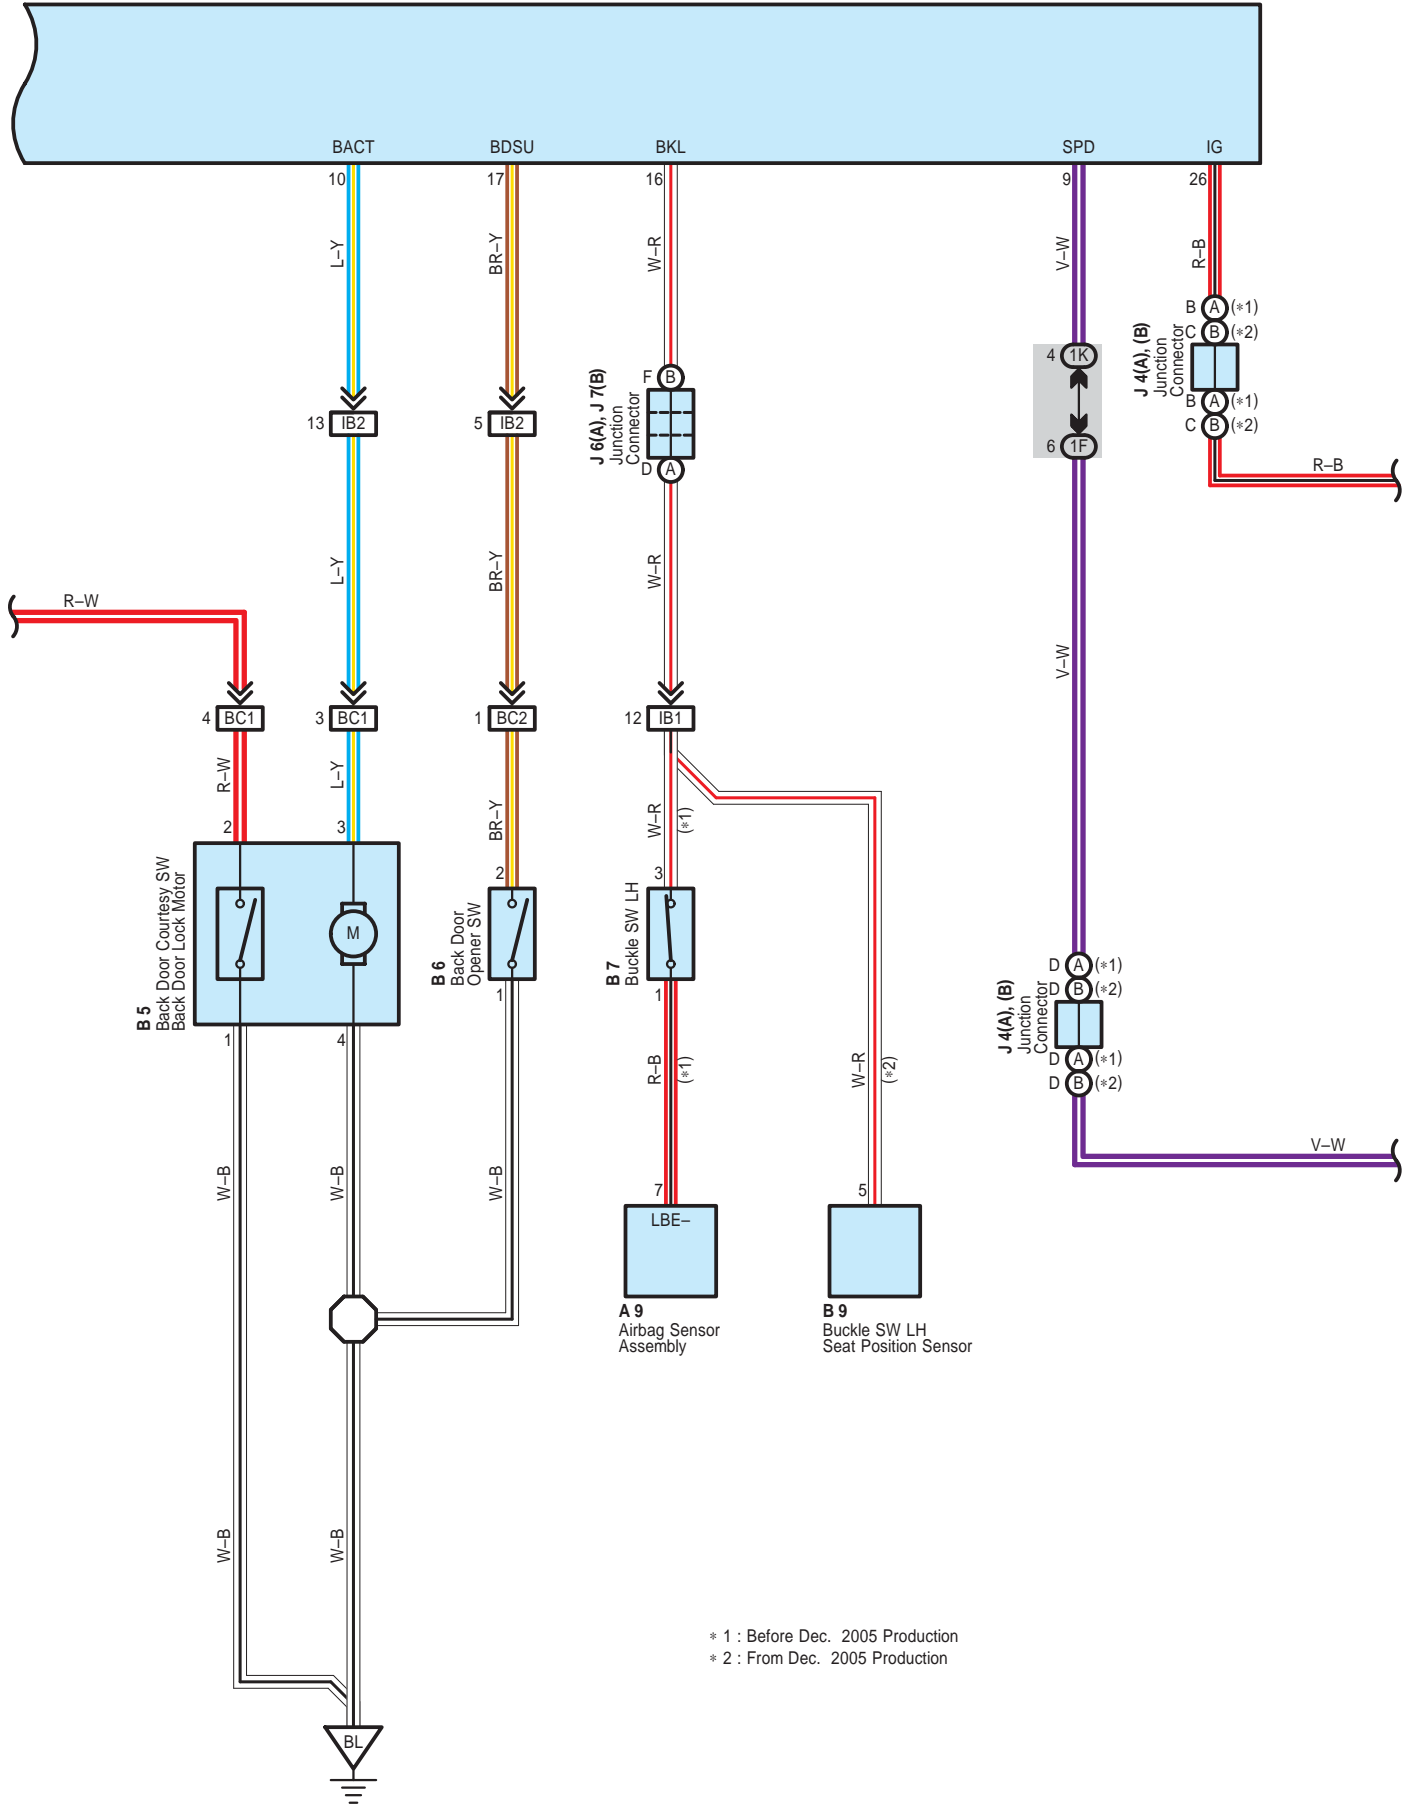 BACT BDSU BKL SPD IG
10 17 16 9 26
L–Y BR–Y W–R V–W R–B
B A (∗1)
C B (∗2)
J 4(A), (B)
Junction
Connector
B A (∗1)
C B (∗2)
R–B
4 1K
6 1F
F B
J 6(A), J 7(B)
Junction
Connector
D A
13 IB2 5 IB2
L–Y BR–Y W–R
R–W
V–W
4 BC1 3 BC1 1 BC2 12 IB1
R–W L–Y BR–Y W–R (∗1)
2 3 2 3
B 5
Back Door Courtesy SW
Back Door Lock Motor
M
B 6
Back Door
Opener SW
B 7
Buckle SW LH
1 4 1 1
D A (∗1)
D B (∗2)
J 4(A), (B)
Junction
Connector
D A (∗1)
D B (∗2)
R–B (∗1) W–R (∗2)
V–W
W–B W–B W–B
7 5
LBE–
A 9
Airbag Sensor
Assembly
B 9
Buckle SW LH
Seat Position Sensor
W–B W–B
∗ 1 : Before Dec. 2005 Production
∗ 2 : From Dec. 2005 Production
BL